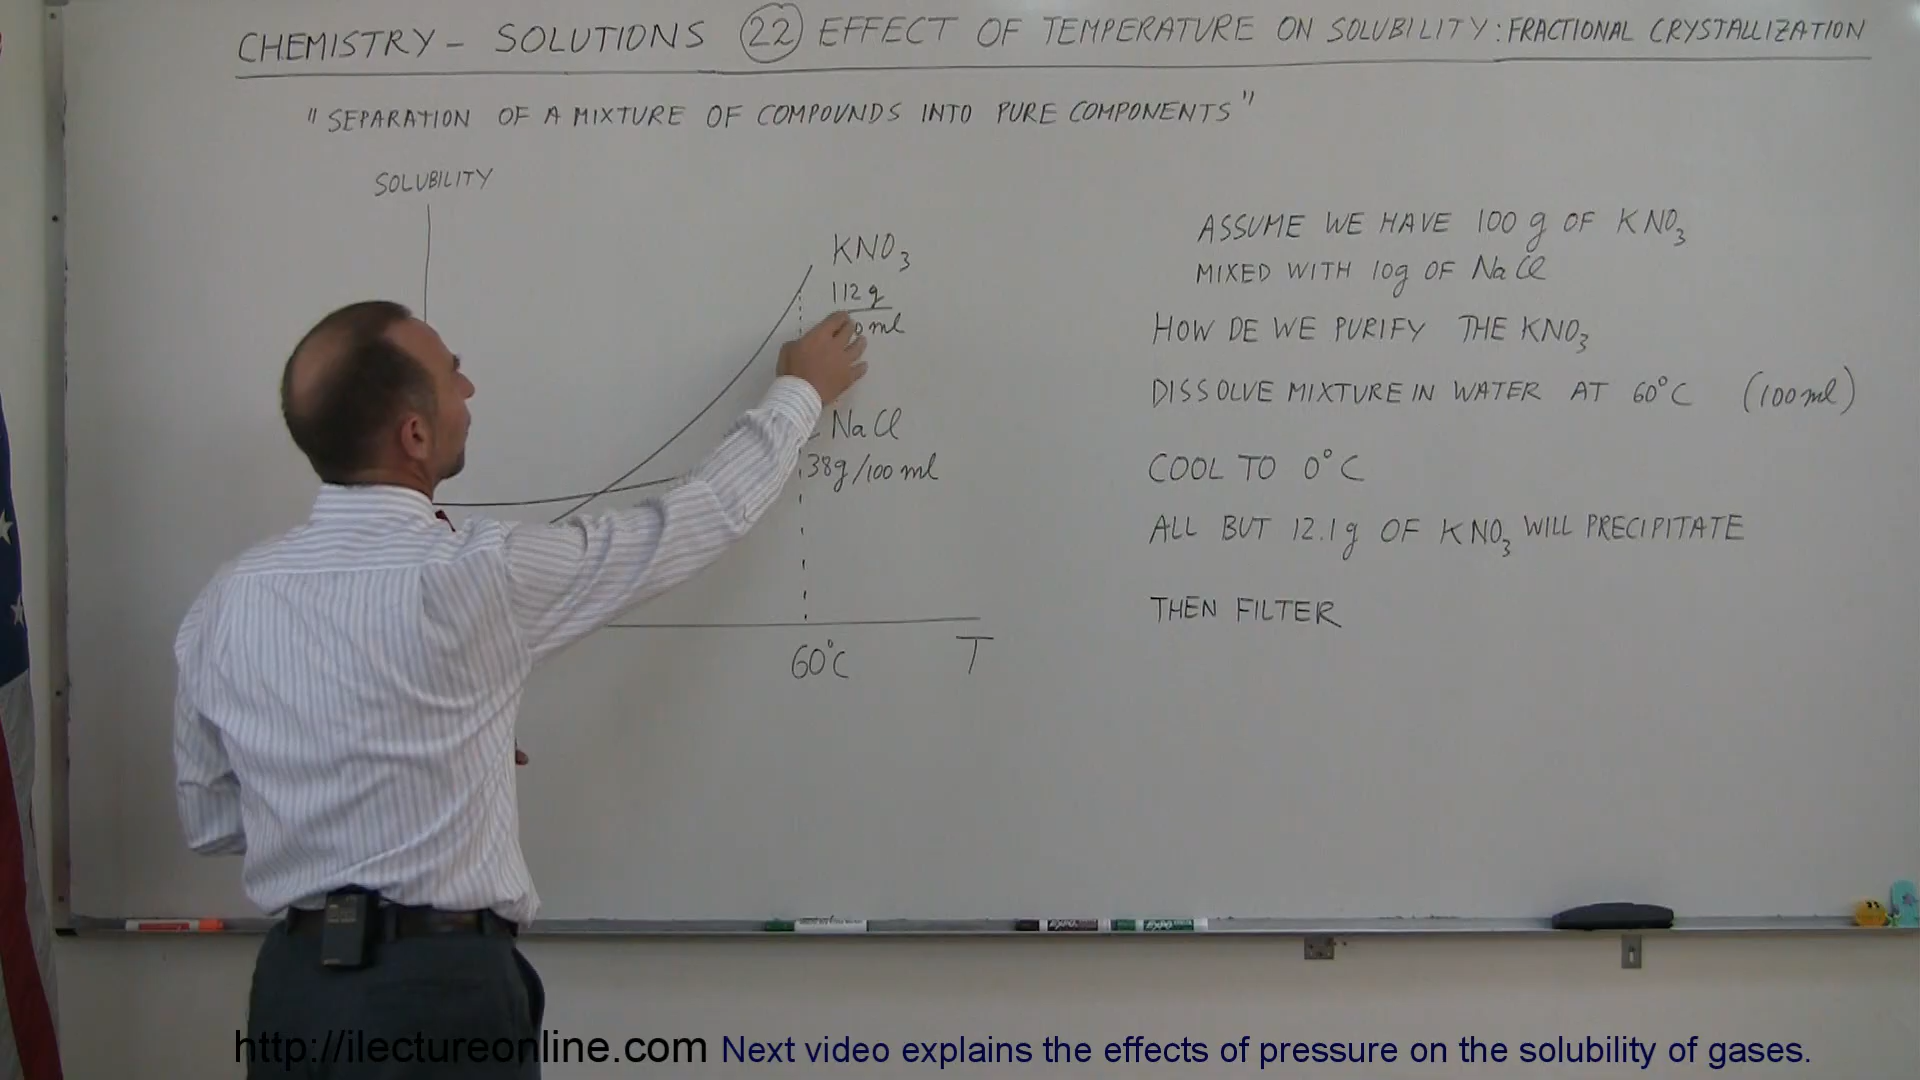 CHEMISTRY - SOLUTIONS 22 EFFECT OF TEMPERATURE ON SOLUBILITY: FRACTIONAL CRYSTALLIZATION
"SEPARATION OF A MIXTURE OF COMPOUNDS INTO PURE COMPONENTS"
SOLUBILITY
KNO3
112 g
0 ml
NaCl
38g/100 ml
60°C
T
ASSUME WE HAVE 100 g OF KNO3
MIXED WITH 10g OF NaCl
HOW DE WE PURIFY THE KNO3
DISSOLVE MIXTURE IN WATER AT 60°C (100 ml)
COOL TO 0°C
ALL BUT 12.1g OF KNO3 WILL PRECIPITATE
THEN FILTER
http://ilectureonline.com Next video explains the effects of pressure on the solubility of gases.